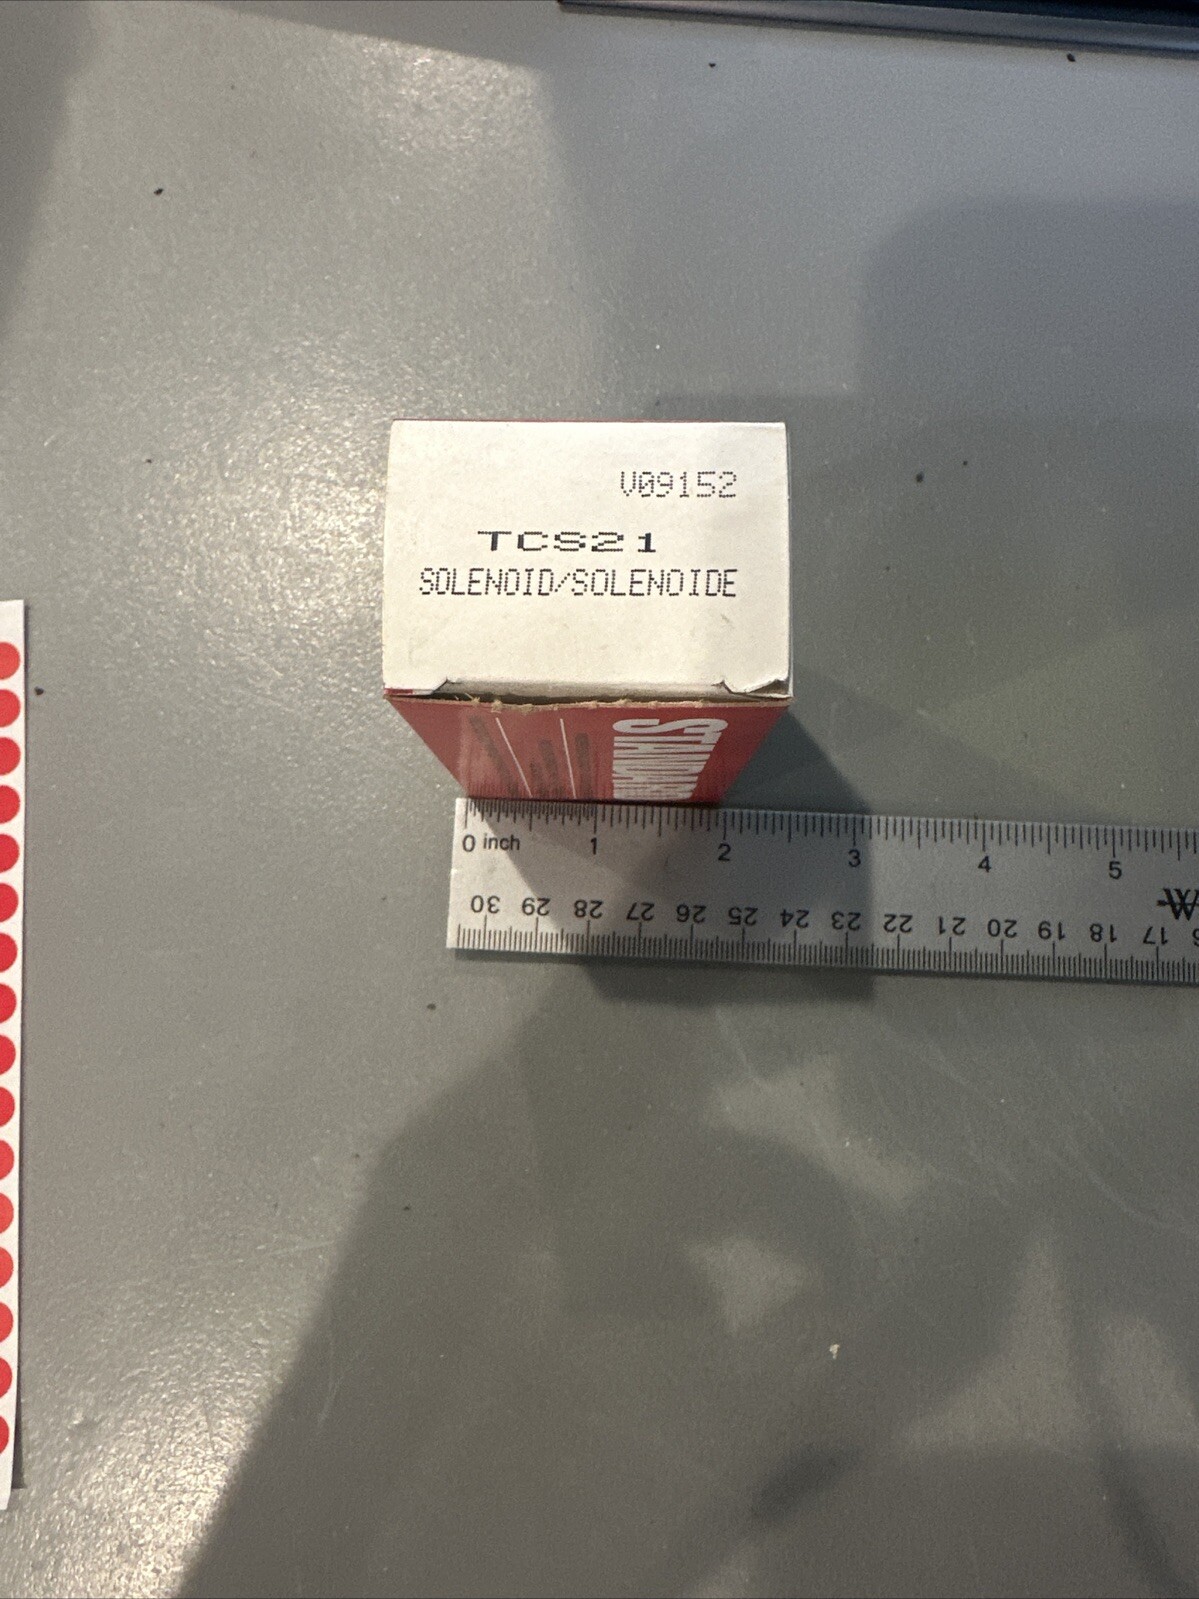 V09152
TCS21
SOLENOID/SOLENOIDE
0 inch 1 2 3 4 5
30 29 28 27 26 25 24 23 22 21 20 19 18 17